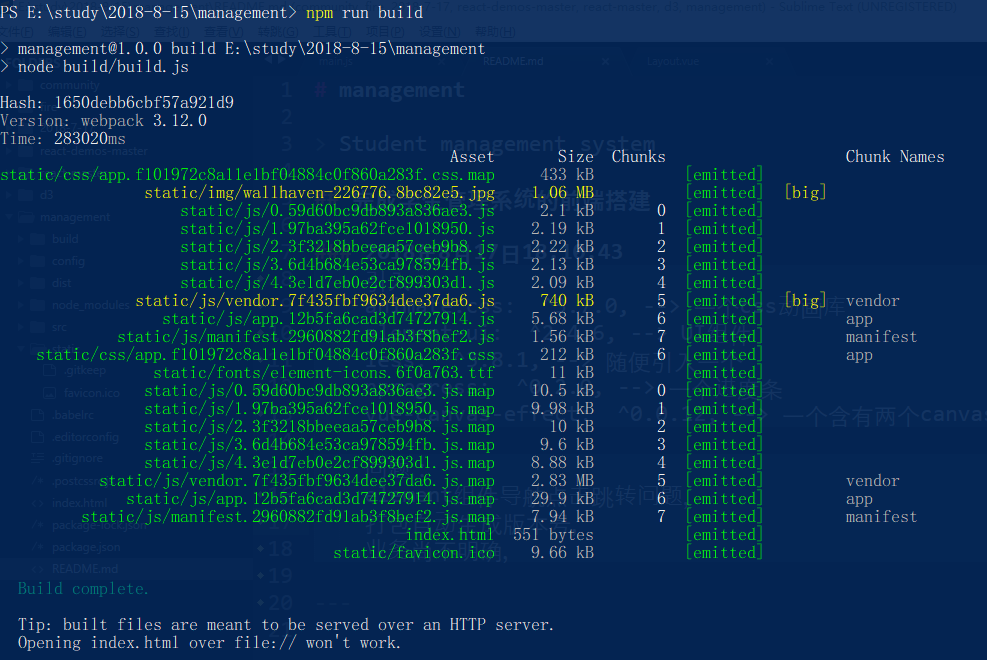 PS E:\study\2018-8-15\management> npm run build
> management@1.0.0 build E:\study\2018-8-15\management
> node build/build.js
Hash: 1650debb6cbf57a921d9
Version: webpack 3.12.0
Time: 283020ms
Asset Size Chunks Chunk Names
static/css/app.f101972c8a11e1bf04884c0f860a283f.css.map 433 kB [emitted]
static/img/wallhaven-226776.8bc82e5.jpg 1.06 MB [emitted] [big]
static/js/0.59d60bc9db893a836ae3.js 2.1 kB 0 [emitted]
static/js/1.97ba395a62fce1018950.js 2.19 kB 1 [emitted]
static/js/2.3f3218bbeeaa57ceb9b8.js 2.22 kB 2 [emitted]
static/js/3.6d4b684e53ca978594fb.js 2.13 kB 3 [emitted]
static/js/4.3e1d7eb0e2cf899303d1.js 2.09 kB 4 [emitted]
static/js/vendor.7f435fbf9634dee37da6.js 740 kB 5 [emitted] [big] vendor
static/js/app.12b5fa6cad3d74727914.js 5.68 kB 6 [emitted] app
static/js/manifest.2960882fd91ab3f8bef2.js 1.56 kB 7 [emitted] manifest
static/css/app.f101972c8a11e1bf04884c0f860a283f.css 212 kB 6 [emitted] app
static/fonts/element-icons.6f0a763.ttf 11 kB [emitted]
static/js/0.59d60bc9db893a836ae3.js.map 10.5 kB 0 [emitted]
static/js/1.97ba395a62fce1018950.js.map 9.98 kB 1 [emitted]
static/js/2.3f3218bbeeaa57ceb9b8.js.map 10 kB 2 [emitted]
static/js/3.6d4b684e53ca978594fb.js.map 9.6 kB 3 [emitted]
static/js/4.3e1d7eb0e2cf899303d1.js.map 8.88 kB 4 [emitted]
static/js/vendor.7f435fbf9634dee37da6.js.map 2.83 MB 5 [emitted] vendor
static/js/app.12b5fa6cad3d74727914.js.map 29.9 kB 6 [emitted] app
static/js/manifest.2960882fd91ab3f8bef2.js.map 7.94 kB 7 [emitted] manifest
index.html 551 bytes [emitted]
static/favicon.ico 9.66 kB [emitted]
Build complete.
Tip: built files are meant to be served over an HTTP server.
Opening index.html over file:// won't work.